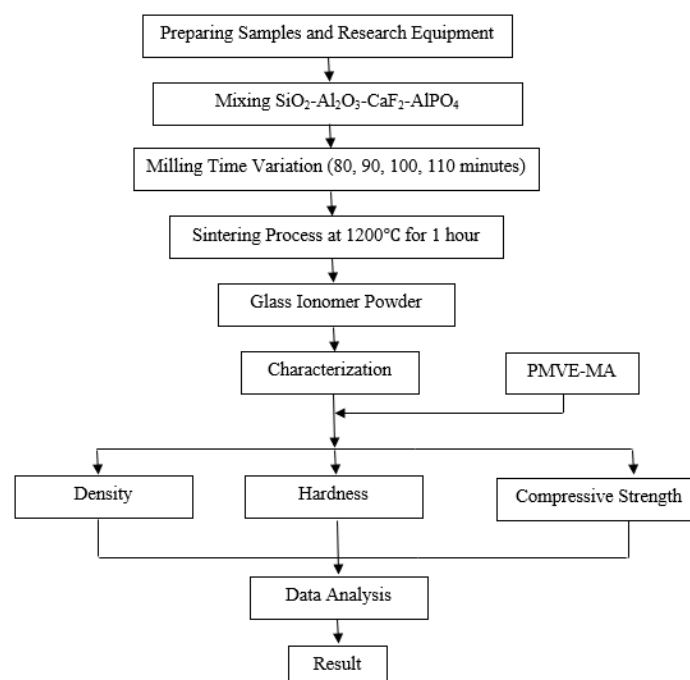 Preparing Samples and Research Equipment
Mixing SiO₂-Al₂O₃-CaF₂-AlPO₄
Milling Time Variation (80, 90, 100, 110 minutes)
Sintering Process at 1200℃ for 1 hour
Glass Ionomer Powder
Characterization
PMVE-MA
Density
Hardness
Compressive Strength
Data Analysis
Result